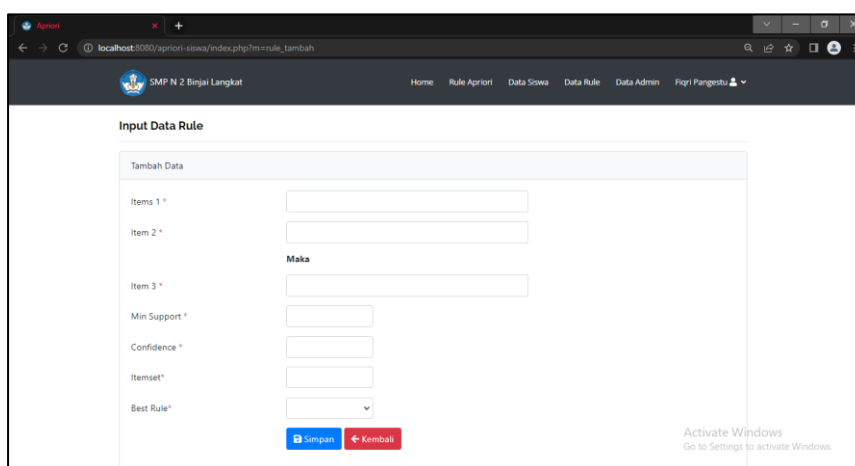 Apriori
localhost:8080/apriori-siswa/index.php?m=rule_tambah
SMP N 2 Binjai Langkat Home Rule Apriori Data Siswa Data Rule Data Admin Fiqri Pangestu
Input Data Rule
Tambah Data
Items 1 *
Item 2 *
Maka
Item 3 *
Min Support *
Confidence *
Itemset*
Best Rule*
Simpan Kembali
Activate Windows
Go to Settings to activate Windows.